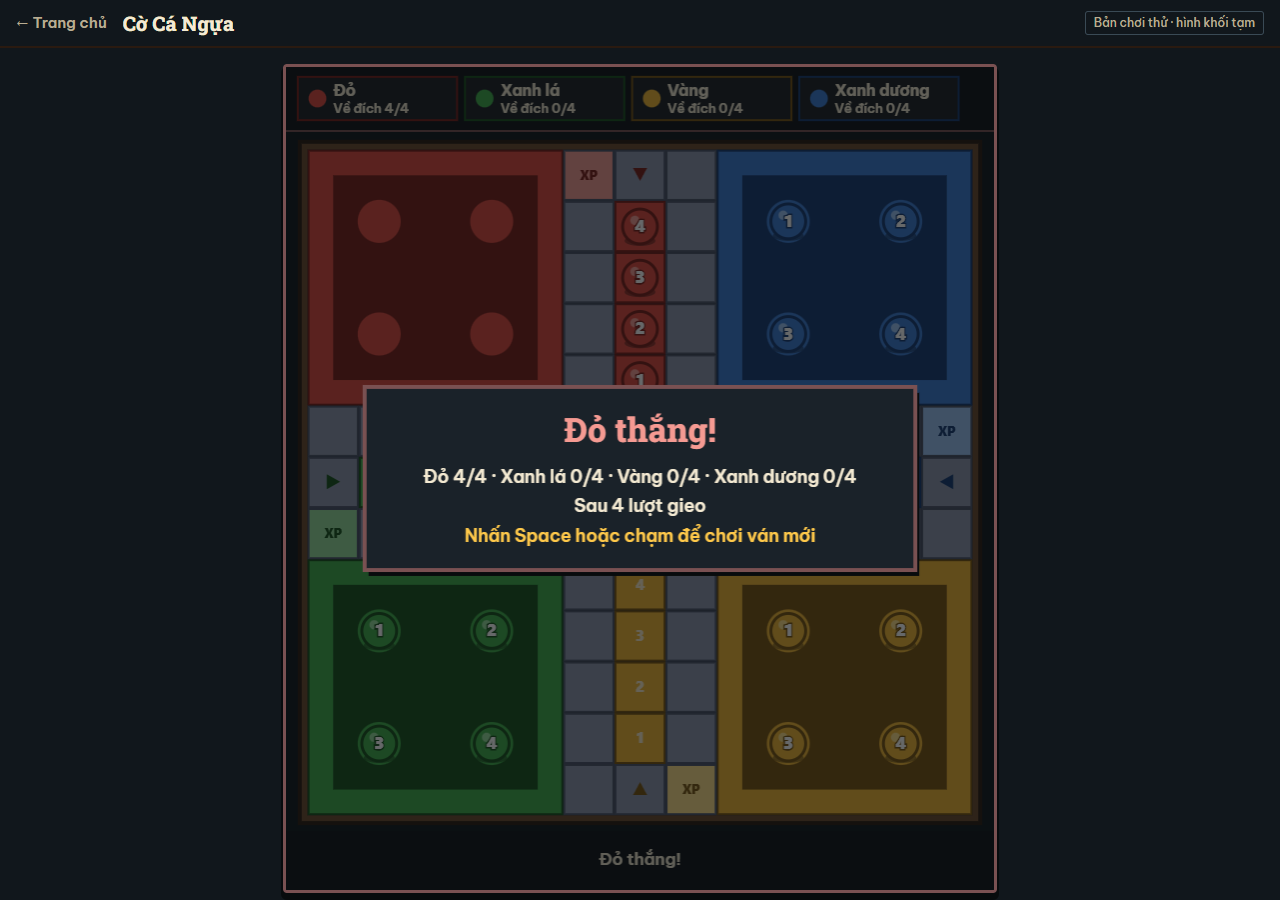 ← Trang chủ Cờ Cá Ngựa Bản chơi thử · hình khối tạm
Đỏ Xanh lá Vàng Xanh dương
Về đích 4/4 Về đích 0/4 Về đích 0/4 Về đích 0/4
XP ▼
4 1 2
3
2 3 4
1
XP
▶ ◀
XP
Đỏ thắng!
Đỏ 4/4 · Xanh lá 0/4 · Vàng 0/4 · Xanh dương 0/4
Sau 4 lượt gieo
Nhấn Space hoặc chạm để chơi ván mới
4
1 2 3 1 2
2
3 4 1 3 4
▲ XP
Đỏ thắng!